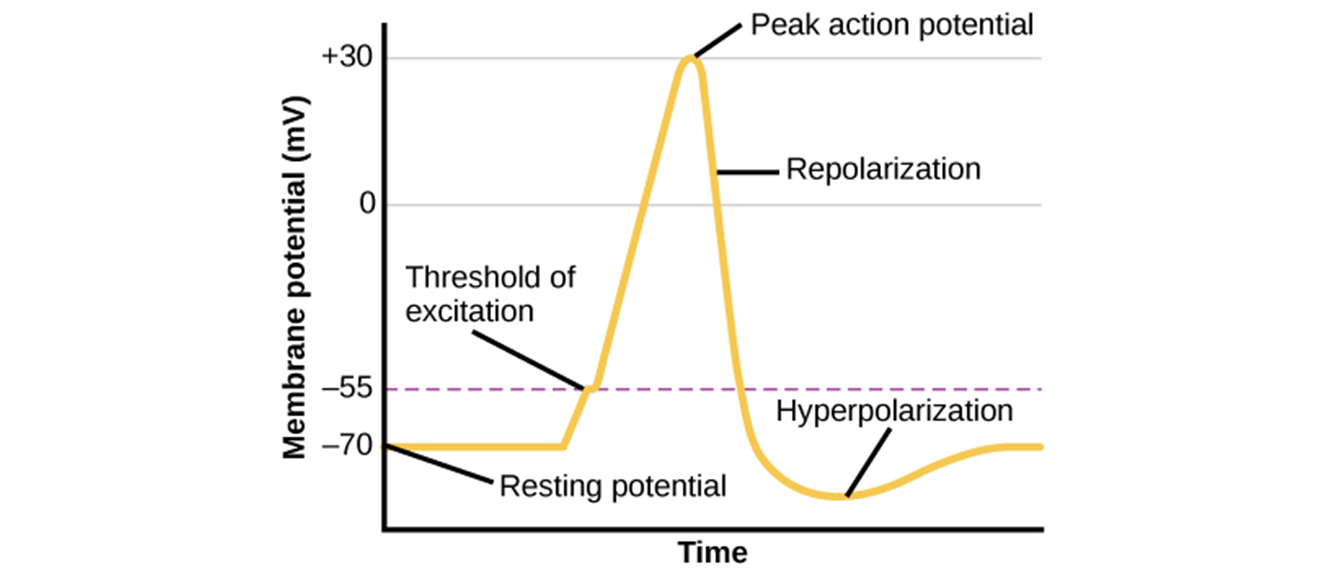 Peak action potential
+30
Repolarization
0
Threshold of
excitation
–55
Hyperpolarization
–70
Resting potential
Membrane potential (mV)
Time